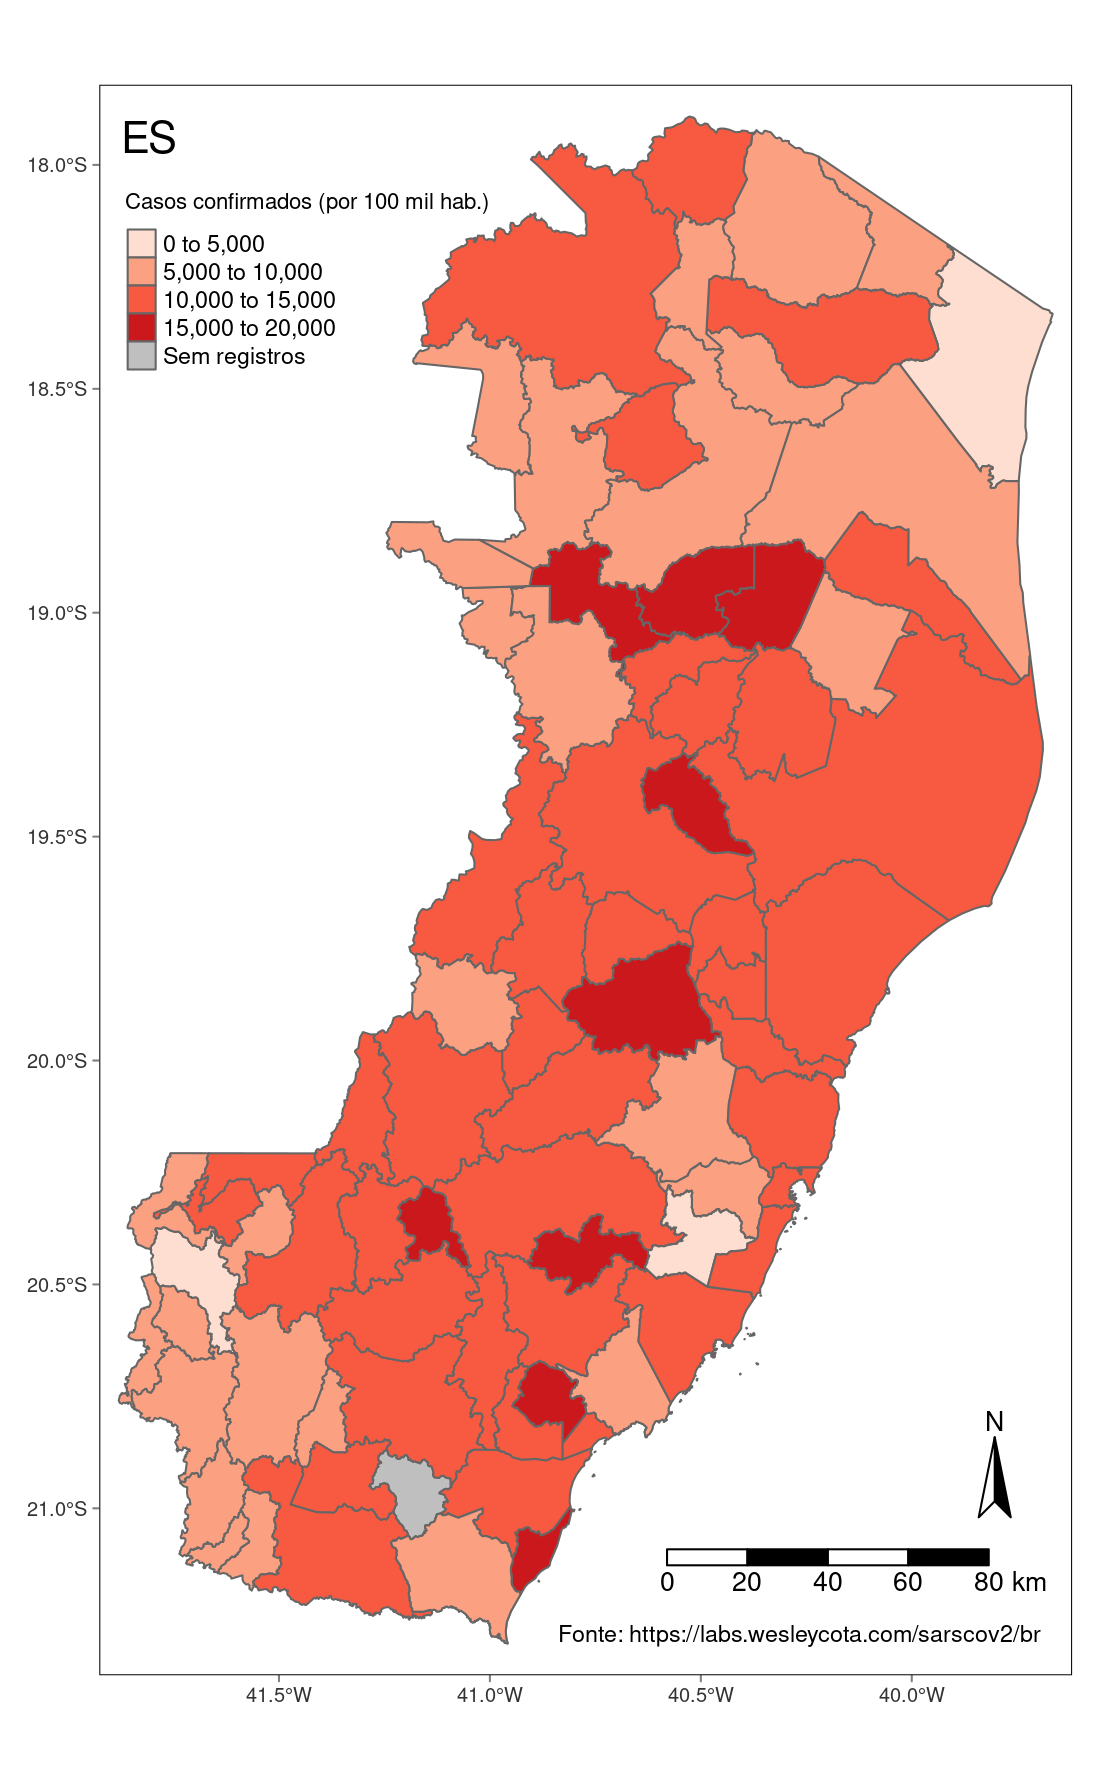 ES
Casos confirmados (por 100 mil hab.)
0 to 5,000
5,000 to 10,000
10,000 to 15,000
15,000 to 20,000
Sem registros
18.0°S
18.5°S
19.0°S
19.5°S
20.0°S
20.5°S
21.0°S
N
0 20 40 60 80 km
Fonte: https://labs.wesleycota.com/sarscov2/br
41.5°W 41.0°W 40.5°W 40.0°W